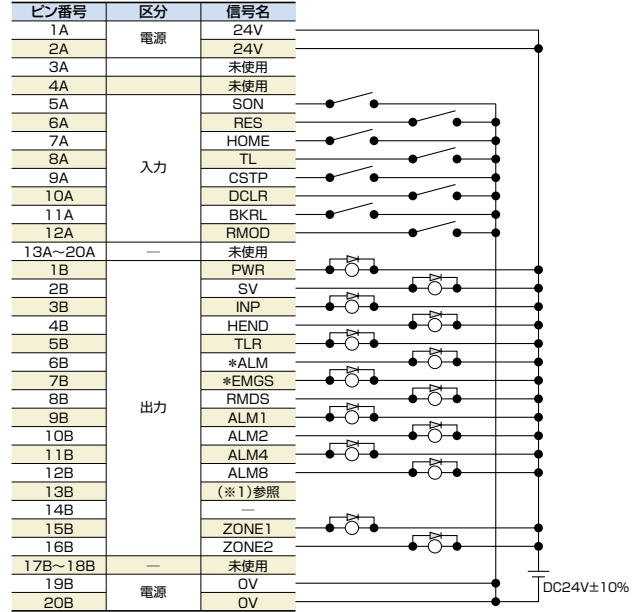 ピン番号 区分 信号名
1A 電源 24V
2A 24V
3A 未使用
4A 未使用
5A 入力 SON
6A RES
7A HOME
8A TL
9A CSTP
10A DCLR
11A BKRL
12A RMOD
13A～20A ― 未使用
1B 出力 PWR
2B SV
3B INP
4B HEND
5B TLR
6B *ALM
7B *EMGS
8B RMDS
9B ALM1
10B ALM2
11B ALM4
12B ALM8
13B (※1)参照
14B ―
15B ZONE1
16B ZONE2
17B～18B ― 未使用
19B 電源 0V
20B 0V
DC24V±10%